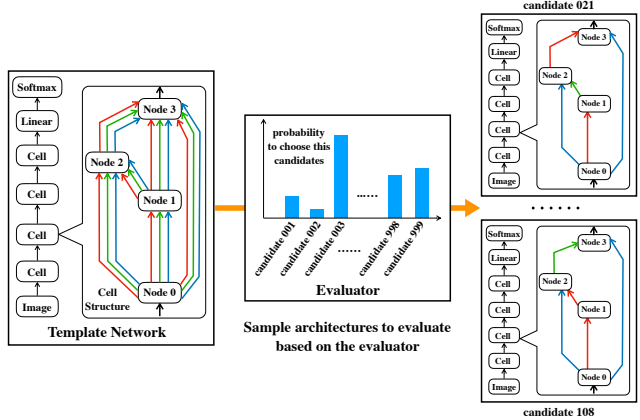 Softmax
Linear
Cell
Cell
Cell
Cell
Image
Node 3
Node 2
Node 1
Node 0
Cell
Structure
Template Network
probability
to choose this
candidates
......
candidate 001
candidate 002
candidate 003
......
candidate 998
candidate 999
Evaluator
Sample architectures to evaluate
based on the evaluator
candidate 021
Softmax
Linear
Cell
Cell
Cell
Cell
Image
Node 3
Node 2
Node 1
Node 0
......
Softmax
Linear
Cell
Cell
Cell
Cell
Image
Node 3
Node 2
Node 1
Node 0
candidate 108